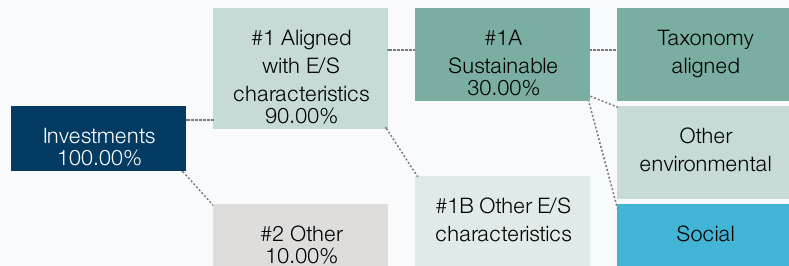 Investments
100.00%
#1 Aligned
with E/S
characteristics
90.00%
#2 Other
10.00%
#1A
Sustainable
30.00%
#1B Other E/S
characteristics
Taxonomy
aligned
Other
environmental
Social